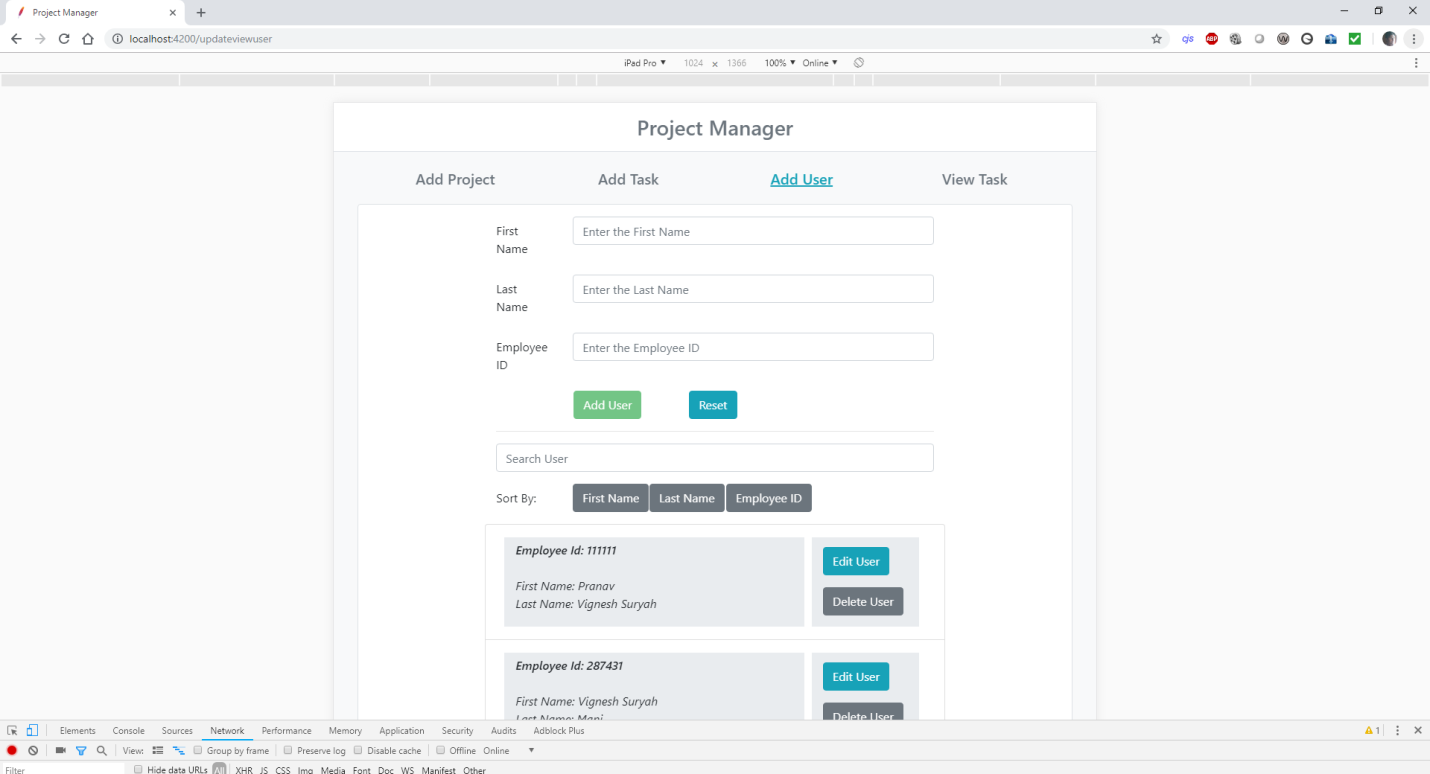 Project Manager
localhost:4200/updateviewuser
cjs ABP
iPad Pro ▼ 1024 x 1366 100% ▼ Online ▼
Project Manager
Add Project Add Task Add User View Task
First Name Enter the First Name
Last Name Enter the Last Name
Employee ID Enter the Employee ID
Add User Reset
Search User
Sort By: First Name Last Name Employee ID
Employee Id: 111111
Edit User
First Name: Pranav
Last Name: Vignesh Suryah
Delete User
Employee Id: 287431
Edit User
First Name: Vignesh Suryah
Last Name: Mani
Delete User
Elements Console Sources Network Performance Memory Application Security Audits Adblock Plus 1
View: Group by frame Preserve log Disable cache Offline Online ▼
Filter Hide data URLs All XHR JS CSS Img Media Font Doc WS Manifest Other